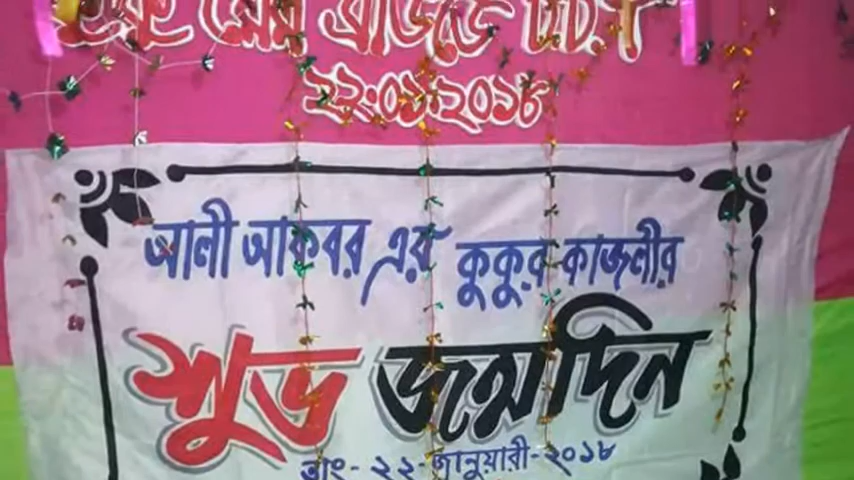 ২২.০১.২০১৮
আলী আকবর এর কুকুর কাজলীর
শুভ জন্মদিন
তাং- ২২-জানুয়ারী-২০১৮